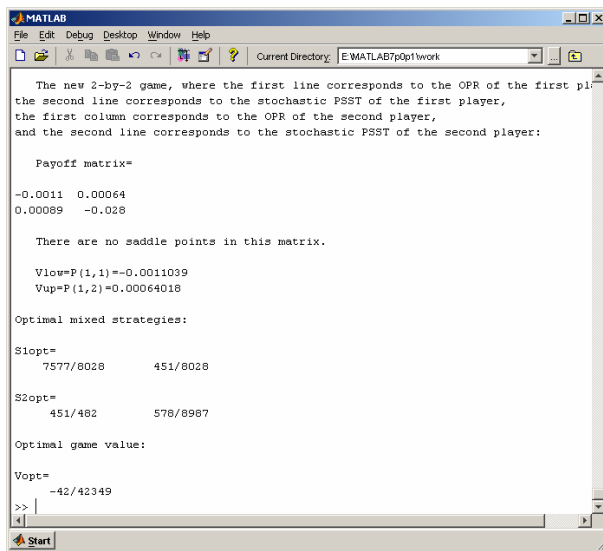 MATLAB
File Edit Debug Desktop Window Help
? Current Directory: E:\MATLAB7p0p1\work ...
The new 2-by-2 game, where the first line corresponds to the OPR of the first
the second line corresponds to the stochastic PSST of the first player,
the first column corresponds to the OPR of the second player,
and the second line corresponds to the stochastic PSST of the second player:
Payoff matrix=
-0.0011 0.00064
0.00089 -0.028
There are no saddle points in this matrix.
Vlow=P(1,1)=-0.0011039
Vup=P(1,2)=0.00064018
Optimal mixed strategies:
S1opt=
7577/8028 451/8028
S2opt=
451/482 578/8987
Optimal game value:
Vopt=
-42/42349
>>
Start